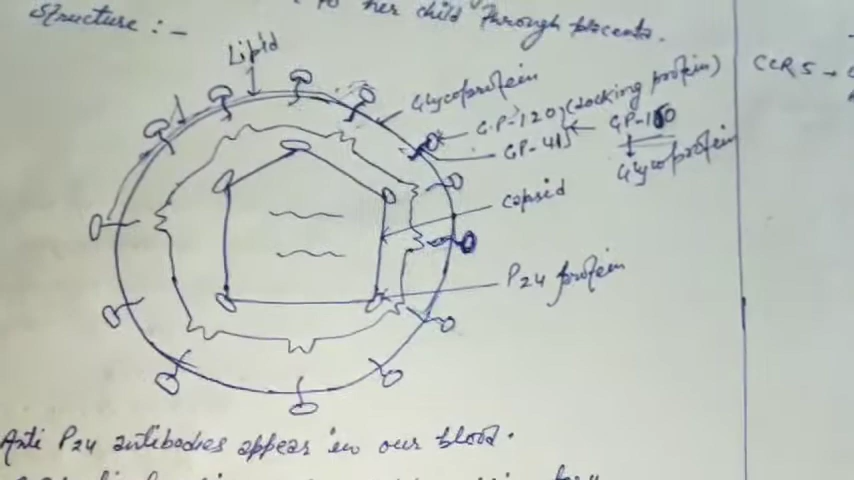 to her child through placenta.
Structure :-
Lipid
Glycoprotein
G.P-120 (docking protein)
GP-41
GP-160
Glycoprotein
Capsid
P24 protein
CCR5 →
Anti P24 antibodies appear in our blood.